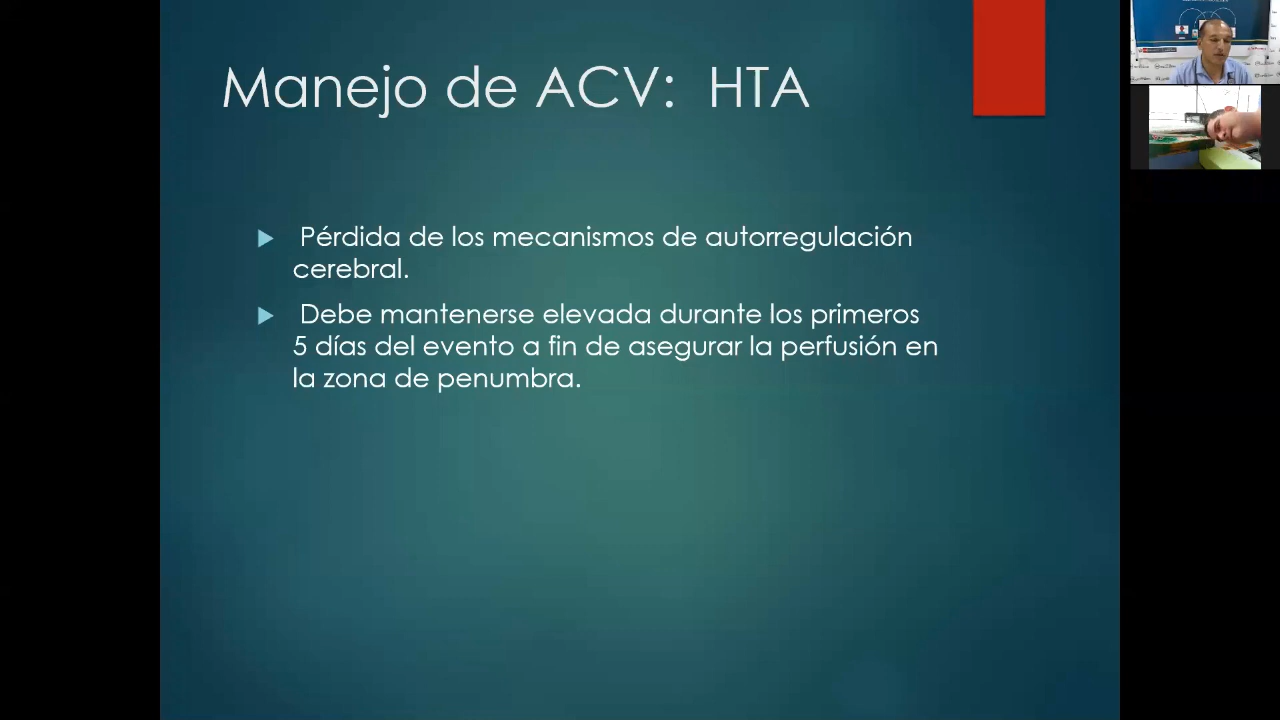 Manejo de ACV: HTA
Pérdida de los mecanismos de autorregulación
cerebral.
Debe mantenerse elevada durante los primeros
5 días del evento a fin de asegurar la perfusión en
la zona de penumbra.